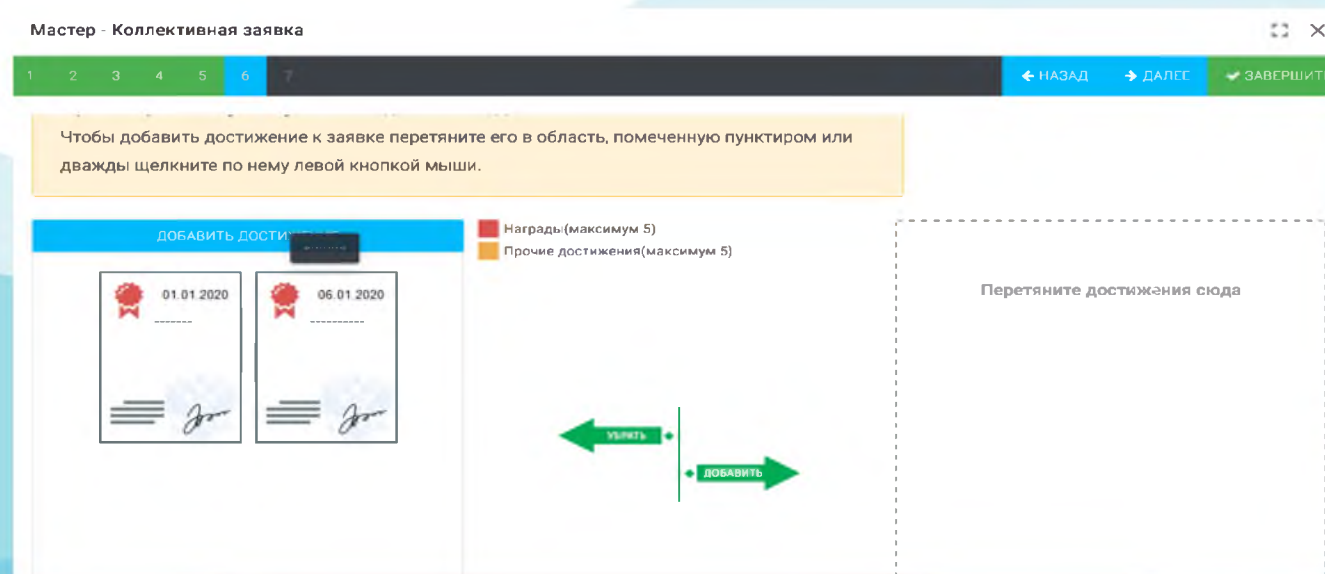 Мастер - Коллективная заявка
1 2 3 4 5 6 7
НАЗАД ДАЛЕЕ ЗАВЕРШИТЬ
Чтобы добавить достижение к заявке перетяните его в область, помеченную пунктиром или
дважды щелкните по нему левой кнопкой мыши.
ДОБАВИТЬ
Награды(максимум 5)
Прочие достижения(максимум 5)
01.01.2020
06.01.2020
Перетяните достижения сюда
УБРАТЬ
ДОБАВИТЬ